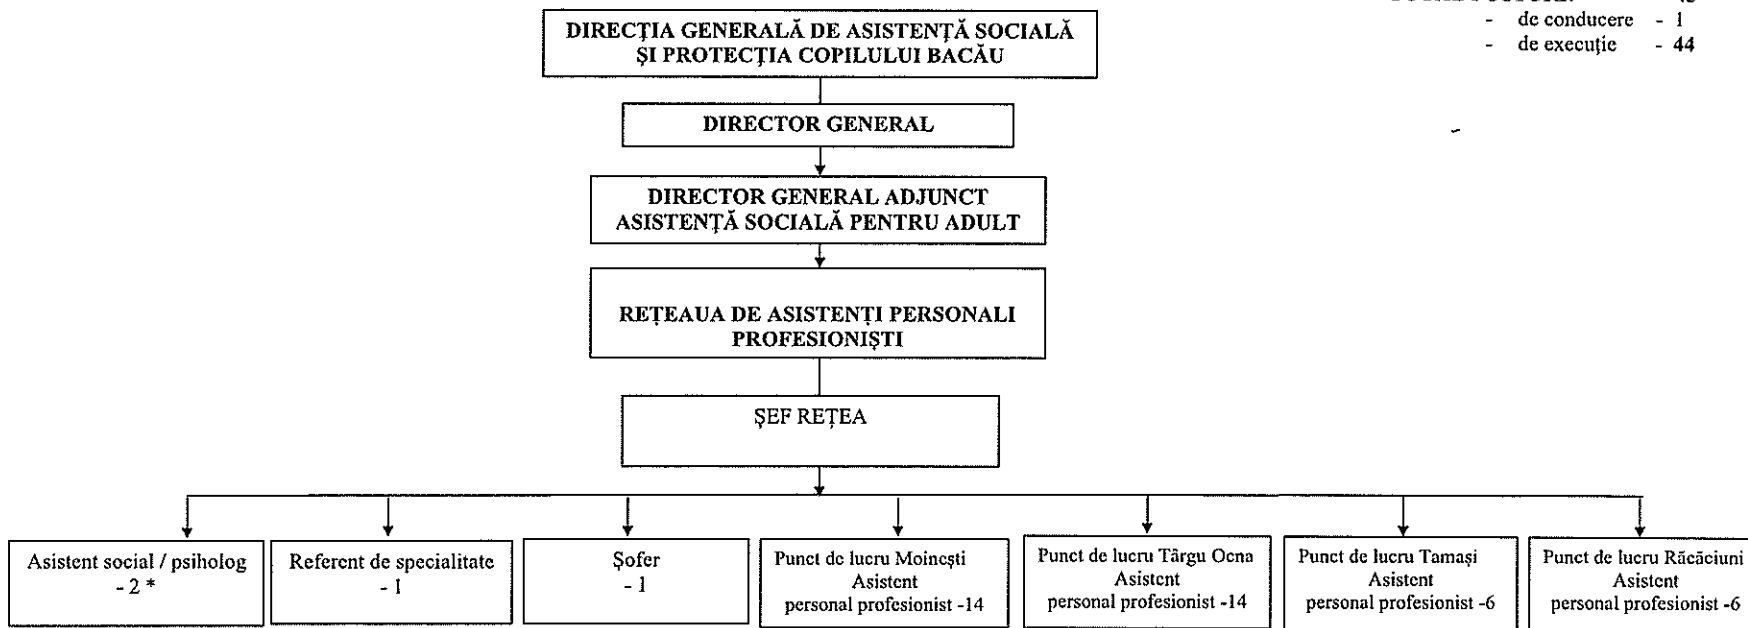 - de conducere - 1
- de execuție - 44
DIRECȚIA GENERALĂ DE ASISTENȚĂ SOCIALĂ
ȘI PROTECȚIA COPILULUI BACĂU
DIRECTOR GENERAL
DIRECTOR GENERAL ADJUNCT
ASISTENȚĂ SOCIALĂ PENTRU ADULT
REȚEAUA DE ASISTENȚI PERSONALI
PROFESIONIȘTI
ȘEF REȚEA
Asistent social / psiholog
- 2 *
Referent de specialitate
- 1
Șofer
- 1
Punct de lucru Moinești
Asistent
personal profesionist -14
Punct de lucru Târgu Ocna
Asistent
personal profesionist -14
Punct de lucru Tamași
Asistent
personal profesionist -6
Punct de lucru Răcăciuni
Asistent
personal profesionist -6